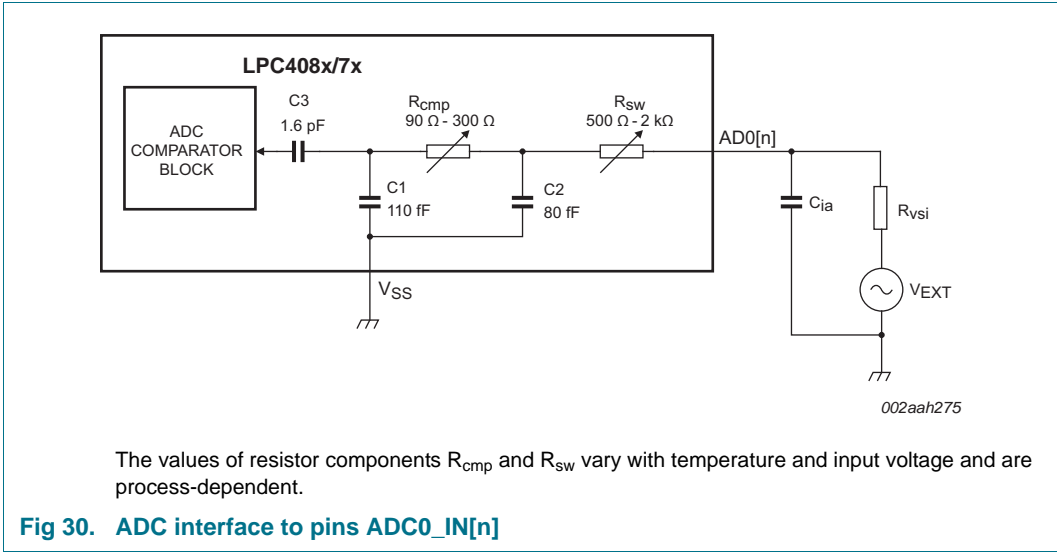 LPC408x/7x
ADC
COMPARATOR
BLOCK
C3
1.6 pF
Rcmp
90 Ω - 300 Ω
Rsw
500 Ω - 2 kΩ
AD0[n]
C1
110 fF
C2
80 fF
Cia
Rvsi
VEXT
VSS
002aah275
The values of resistor components Rcmp and Rsw vary with temperature and input voltage and are
process-dependent.
Fig 30. ADC interface to pins ADC0_IN[n]